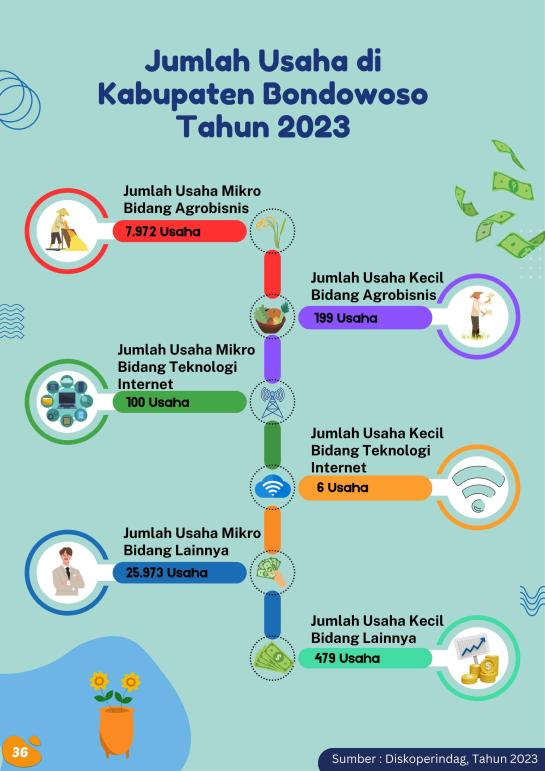 Jumlah Usaha di
Kabupaten Bondowoso
Tahun 2023
Jumlah Usaha Mikro
Bidang Agrobisnis
7.972 Usaha
Jumlah Usaha Kecil
Bidang Agrobisnis
199 Usaha
Jumlah Usaha Mikro
Bidang Teknologi
Internet
100 Usaha
Jumlah Usaha Kecil
Bidang Teknologi
Internet
6 Usaha
Jumlah Usaha Mikro
Bidang Lainnya
25.973 Usaha
Jumlah Usaha Kecil
Bidang Lainnya
479 Usaha
36
Sumber : Diskoperindag, Tahun 2023